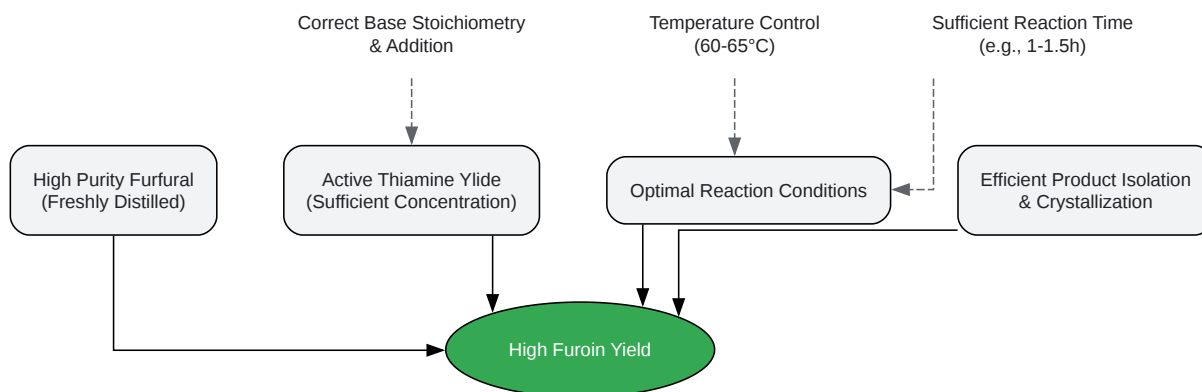 Correct Base Stoichiometry
& Addition
Temperature Control
(60-65°C)
Sufficient Reaction Time
(e.g., 1-1.5h)
High Purity Furfural
(Freshly Distilled)
Active Thiamine Ylide
(Sufficient Concentration)
Optimal Reaction Conditions
Efficient Product Isolation
& Crystallization
High Furoin Yield